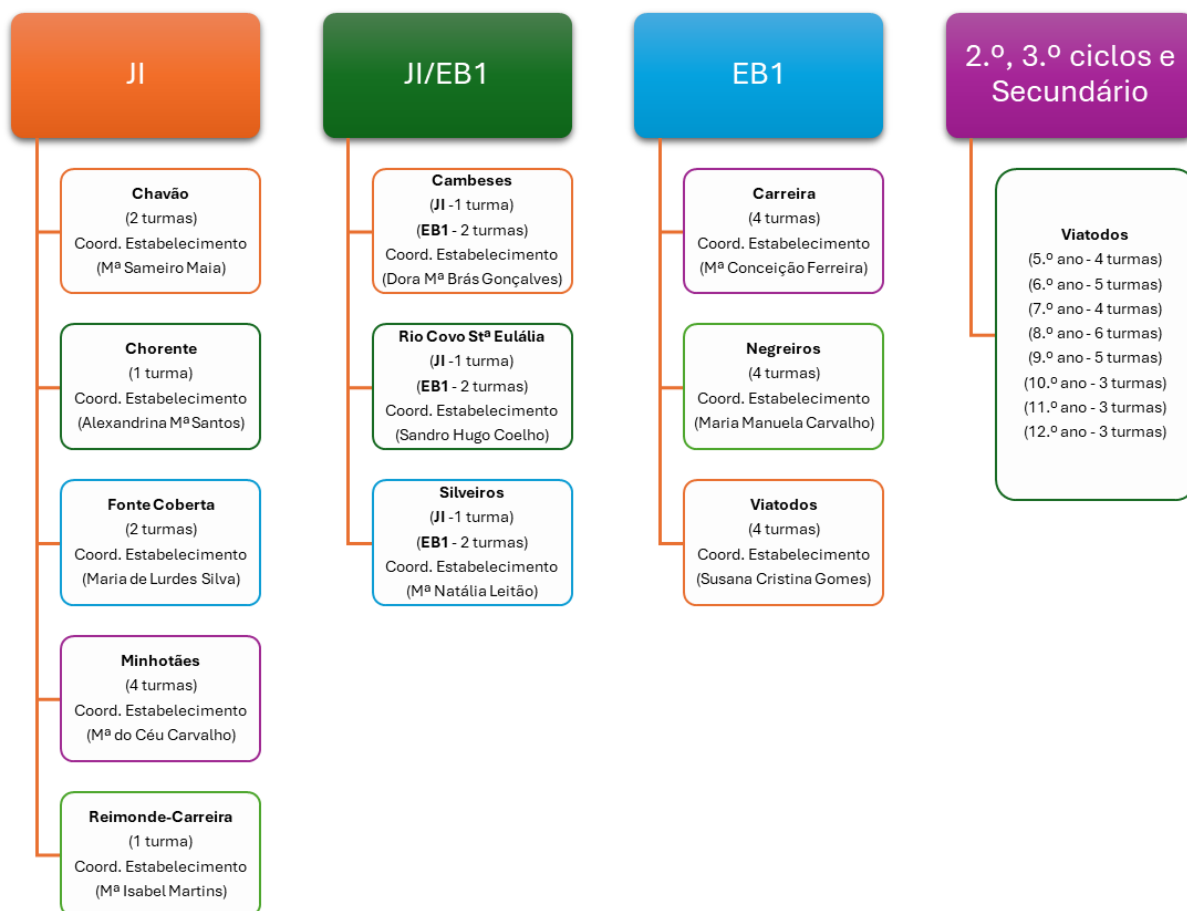 JI
Chavão
(2 turmas)
Coord. Estabelecimento
(Mª Sameiro Maia)
Chorente
(1 turma)
Coord. Estabelecimento
(Alexandrina Mª Santos)
Fonte Coberta
(2 turmas)
Coord. Estabelecimento
(Maria de Lurdes Silva)
Minhotães
(4 turmas)
Coord. Estabelecimento
(Mª do Céu Carvalho)
Reimonde-Carreira
(1 turma)
Coord. Estabelecimento
(Mª Isabel Martins)
JI/EB1
Cambeses
(JI -1 turma)
(EB1 - 2 turmas)
Coord. Estabelecimento
(Dora Mª Brás Gonçalves)
Rio Covo Stª Eulália
(JI -1 turma)
(EB1 - 2 turmas)
Coord. Estabelecimento
(Sandro Hugo Coelho)
Silveiros
(JI -1 turma)
(EB1 - 2 turmas)
Coord. Estabelecimento
(Mª Natália Leitão)
EB1
Carreira
(4 turmas)
Coord. Estabelecimento
(Mª Conceição Ferreira)
Negreiros
(4 turmas)
Coord. Estabelecimento
(Maria Manuela Carvalho)
Viatodos
(4 turmas)
Coord. Estabelecimento
(Susana Cristina Gomes)
2.º, 3.º ciclos e
Secundário
Viatodos
(5.º ano - 4 turmas)
(6.º ano - 5 turmas)
(7.º ano - 4 turmas)
(8.º ano - 6 turmas)
(9.º ano - 5 turmas)
(10.º ano - 3 turmas)
(11.º ano - 3 turmas)
(12.º ano - 3 turmas)